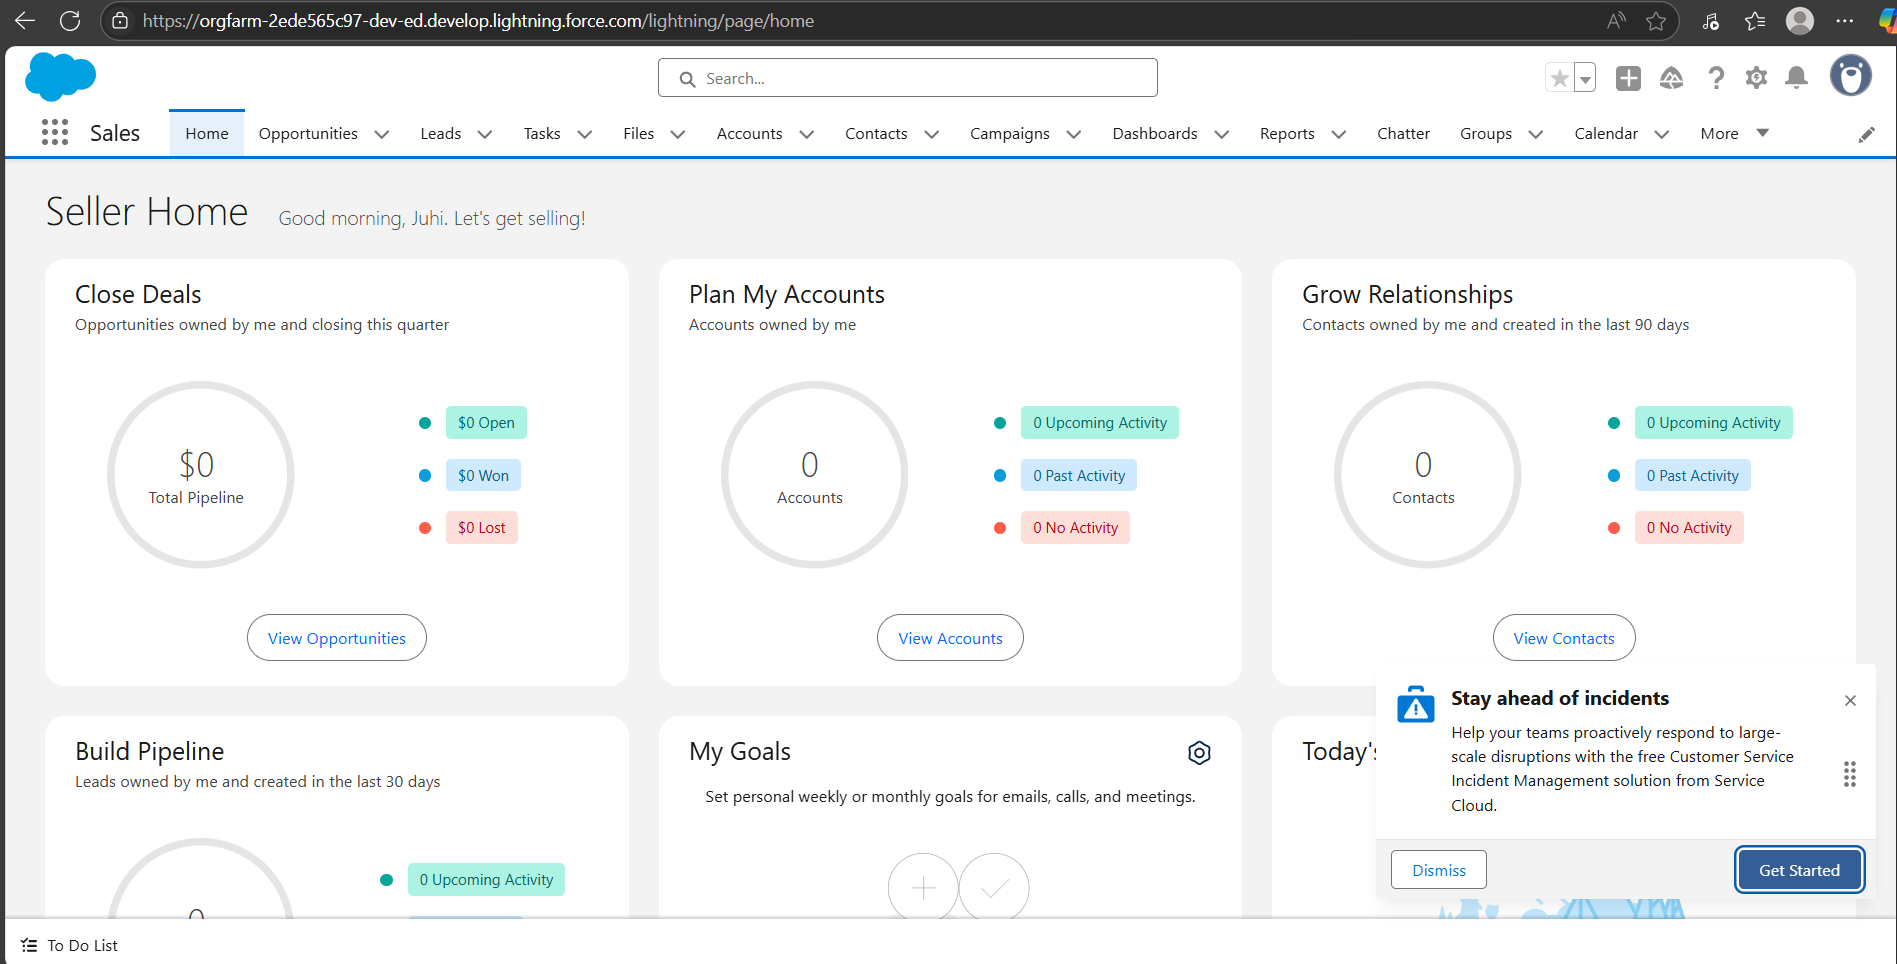 https://orgfarm-2ede565c97-dev-ed.develop.lightning.force.com/lightning/page/home
Search...
Sales
Home Opportunities Leads Tasks Files Accounts Contacts Campaigns Dashboards Reports Chatter Groups Calendar More
Seller Home Good morning, Juhi. Let's get selling!
Close Deals
Opportunities owned by me and closing this quarter
$0
Total Pipeline
$0 Open
$0 Won
$0 Lost
View Opportunities
Plan My Accounts
Accounts owned by me
0
Accounts
0 Upcoming Activity
0 Past Activity
0 No Activity
View Accounts
Grow Relationships
Contacts owned by me and created in the last 90 days
0
Contacts
0 Upcoming Activity
0 Past Activity
0 No Activity
View Contacts
Build Pipeline
Leads owned by me and created in the last 30 days
0 Upcoming Activity
My Goals
Set personal weekly or monthly goals for emails, calls, and meetings.
Today's
Stay ahead of incidents
Help your teams proactively respond to large-
scale disruptions with the free Customer Service
Incident Management solution from Service
Cloud.
Dismiss
Get Started
To Do List